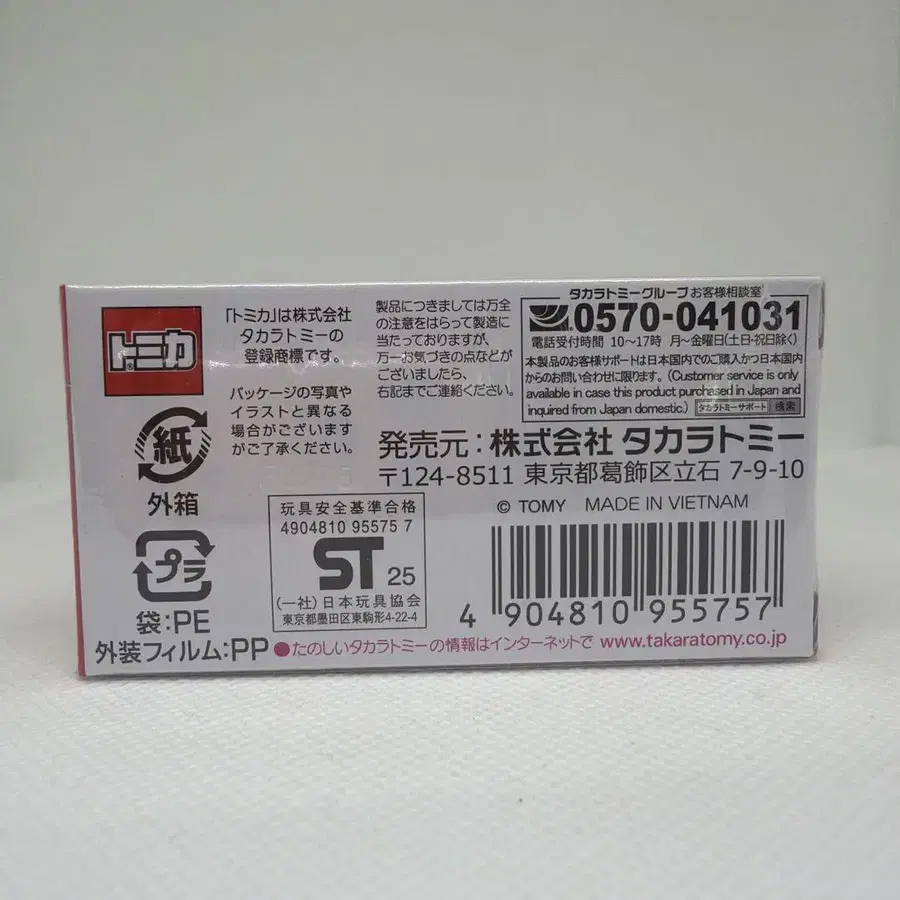 トミカ
®
「トミカ」は株式会社
タカラトミーの
登録商標です。
パッケージの写真や
イラストと異なる
場合がございます
がご了承ください。
製品につきましては万全
の注意をはらって製造に
当たっておりますが、
万一お気づきの点などが
ございましたら、
右記までご連絡ください。
タカラトミーグループ お客様相談室
0570-041031
電話受付時間 10～17時 月～金曜日(土日・祝日除く)
本製品のお客様サポートは日本国内でのご購入かつ日本国内
からのお問い合わせに限ります。(Customer service is only
available in case this product purchased in Japan and
inquired from Japan domestic.) タカラトミーサポート 検索
発売元：株式会社 タカラトミー
〒124-8511 東京都葛飾区立石 7-9-10
© TOMY MADE IN VIETNAM
紙
外箱
プラ
袋：PE
外装フィルム：PP
玩具安全基準合格
4904810 95575 7
ST 25
(一社)日本玩具協会
東京都墨田区東駒形4-22-4
4 904810 955757
●たのしいタカラトミーの情報はインターネットで www.takaratomy.co.jp